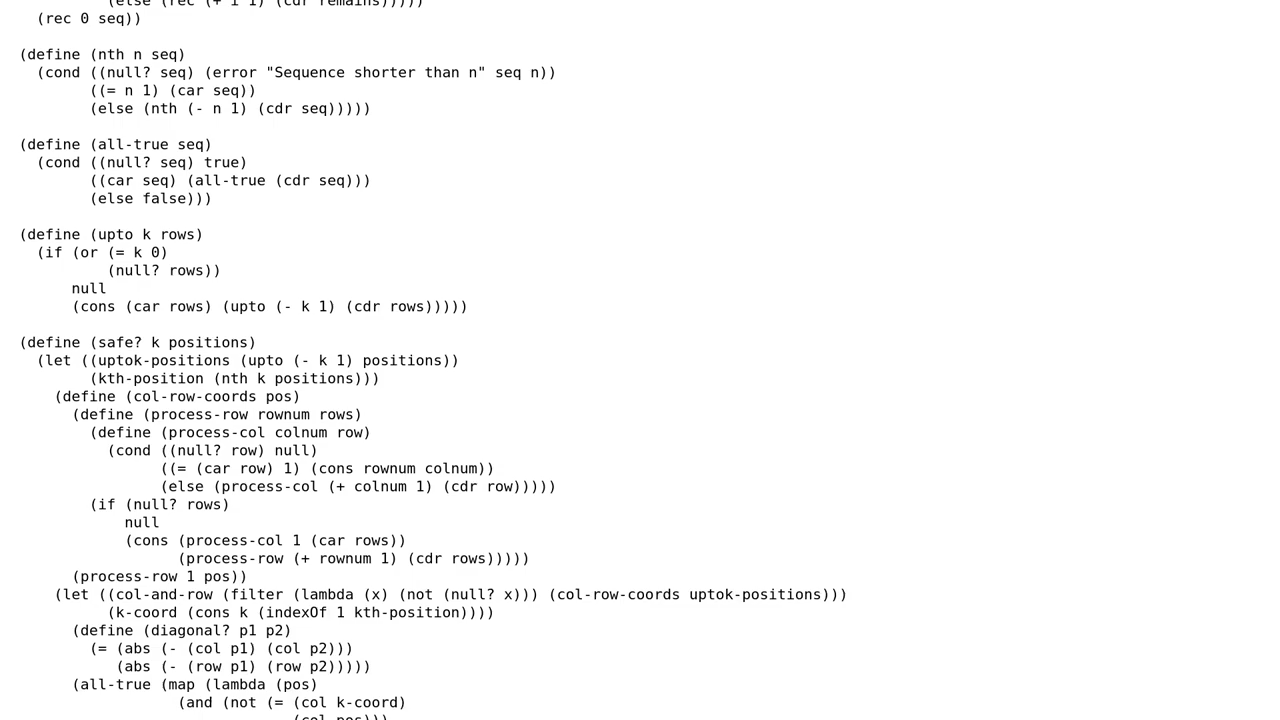 (else (rec (+ i 1) (cdr remains)))))
(rec 0 seq))
(define (nth n seq)
(cond ((null? seq) (error "Sequence shorter than n" seq n))
((= n 1) (car seq))
(else (nth (- n 1) (cdr seq)))))
(define (all-true seq)
(cond ((null? seq) true)
((car seq) (all-true (cdr seq)))
(else false)))
(define (upto k rows)
(if (or (= k 0)
(null? rows))
null
(cons (car rows) (upto (- k 1) (cdr rows)))))
(define (safe? k positions)
(let ((uptok-positions (upto (- k 1) positions))
(kth-position (nth k positions)))
(define (col-row-coords pos)
(define (process-row rownum rows)
(define (process-col colnum row)
(cond ((null? row) null)
((= (car row) 1) (cons rownum colnum))
(else (process-col (+ colnum 1) (cdr row)))))
(if (null? rows)
null
(cons (process-col 1 (car rows))
(process-row (+ rownum 1) (cdr rows)))))
(process-row 1 pos))
(let ((col-and-row (filter (lambda (x) (not (null? x))) (col-row-coords uptok-positions)))
(k-coord (cons k (indexOf 1 kth-position))))
(define (diagonal? p1 p2)
(= (abs (- (col p1) (col p2)))
(abs (- (row p1) (row p2)))))
(all-true (map (lambda (pos)
(and (not (= (col k-coord)
(col pos)))